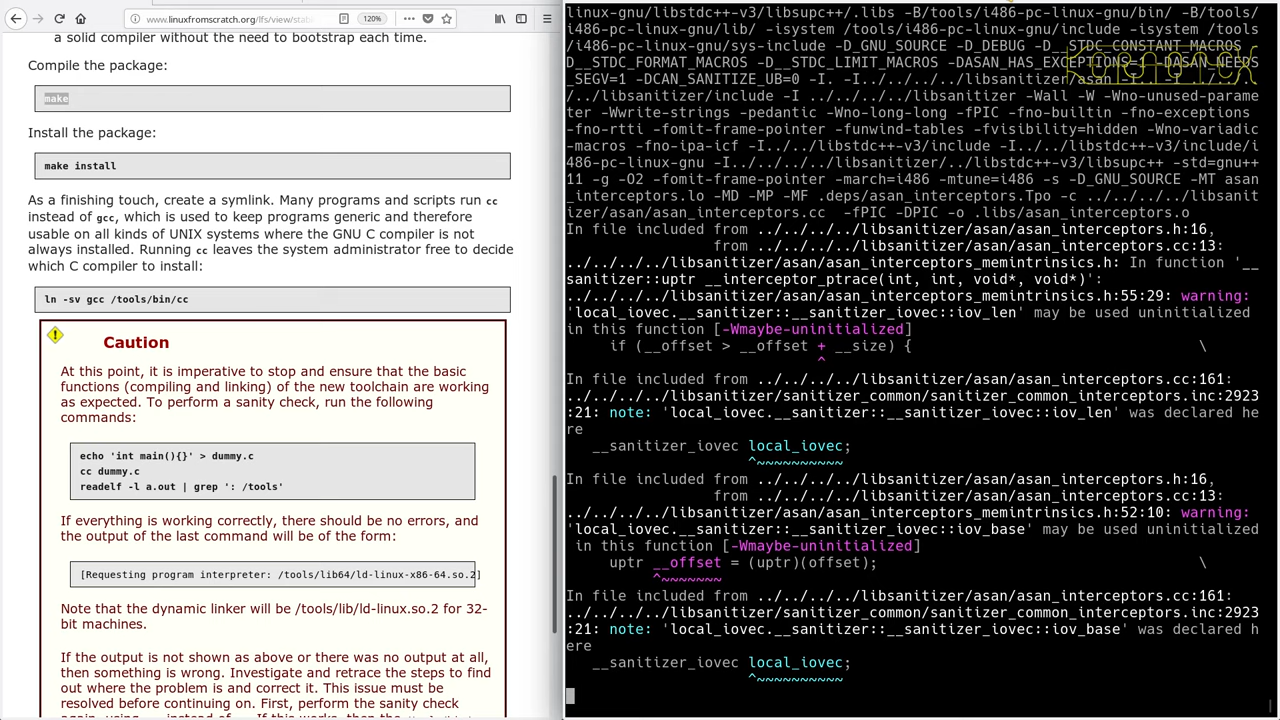 www.linuxfromscratch.org/lfs/view/stab
120%
a solid compiler without the need to bootstrap each time.
Compile the package:
make
Install the package:
make install
As a finishing touch, create a symlink. Many programs and scripts run cc
instead of gcc, which is used to keep programs generic and therefore
usable on all kinds of UNIX systems where the GNU C compiler is not
always installed. Running cc leaves the system administrator free to decide
which C compiler to install:
ln -sv gcc /tools/bin/cc
Caution
At this point, it is imperative to stop and ensure that the basic
functions (compiling and linking) of the new toolchain are working
as expected. To perform a sanity check, run the following
commands:
echo 'int main(){}' > dummy.c
cc dummy.c
readelf -l a.out | grep ': /tools'
If everything is working correctly, there should be no errors, and
the output of the last command will be of the form:
[Requesting program interpreter: /tools/lib64/ld-linux-x86-64.so.2]
Note that the dynamic linker will be /tools/lib/ld-linux.so.2 for 32-
bit machines.
If the output is not shown as above or there was no output at all,
then something is wrong. Investigate and retrace the steps to find
out where the problem is and correct it. This issue must be
resolved before continuing on. First, perform the sanity check
linux-gnu/libstdc++-v3/libsupc++/.libs -B/tools/i486-pc-linux-gnu/bin/ -B/tools/
i486-pc-linux-gnu/lib/ -isystem /tools/i486-pc-linux-gnu/include -isystem /tools
/i486-pc-linux-gnu/sys-include -D_GNU_SOURCE -D_DEBUG -D__STDC_CONSTANT_MACROS -
D__STDC_FORMAT_MACROS -D__STDC_LIMIT_MACROS -DASAN_HAS_EXCEPTIONS=1 -DASAN_NEEDS
_SEGV=1 -DCAN_SANITIZE_UB=0 -I. -I../../../../libsanitizer/asan -I.. -I ../../..
/../libsanitizer/include -I ../../../../libsanitizer -Wall -W -Wno-unused-parame
ter -Wwrite-strings -pedantic -Wno-long-long -fPIC -fno-builtin -fno-exceptions
-fno-rtti -fomit-frame-pointer -funwind-tables -fvisibility=hidden -Wno-variadic
-macros -fno-ipa-icf -I../../libstdc++-v3/include -I../../libstdc++-v3/include/i
486-pc-linux-gnu -I../../../../libsanitizer/../libstdc++-v3/libsupc++ -std=gnu++
11 -g -O2 -fomit-frame-pointer -march=i486 -mtune=i486 -s -D_GNU_SOURCE -MT asan
_interceptors.lo -MD -MP -MF .deps/asan_interceptors.Tpo -c ../../../../libsanit
izer/asan/asan_interceptors.cc  -fPIC -DPIC -o .libs/asan_interceptors.o
In file included from ../../../../libsanitizer/asan/asan_interceptors.h:16,
from ../../../../libsanitizer/asan/asan_interceptors.cc:13:
../../../../libsanitizer/asan/asan_interceptors_memintrinsics.h: In function '__
sanitizer::uptr __interceptor_ptrace(int, int, void*, void*)':
../../../../libsanitizer/asan/asan_interceptors_memintrinsics.h:55:29: warning:
'local_iovec.__sanitizer::__sanitizer_iovec::iov_len' may be used uninitialized
in this function [-Wmaybe-uninitialized]
if (__offset > __offset + __size) { \
^
In file included from ../../../../libsanitizer/asan/asan_interceptors.cc:161:
../../../../libsanitizer/sanitizer_common/sanitizer_common_interceptors.inc:2923
:21: note: 'local_iovec.__sanitizer::__sanitizer_iovec::iov_len' was declared he
re
__sanitizer_iovec local_iovec;
^~~~~~~~~~~
In file included from ../../../../libsanitizer/asan/asan_interceptors.h:16,
from ../../../../libsanitizer/asan/asan_interceptors.cc:13:
../../../../libsanitizer/asan/asan_interceptors_memintrinsics.h:52:10: warning:
'local_iovec.__sanitizer::__sanitizer_iovec::iov_base' may be used uninitialized
in this function [-Wmaybe-uninitialized]
uptr __offset = (uptr)(offset); \
^~~~~~~~
In file included from ../../../../libsanitizer/asan/asan_interceptors.cc:161:
../../../../libsanitizer/sanitizer_common/sanitizer_common_interceptors.inc:2923
:21: note: 'local_iovec.__sanitizer::__sanitizer_iovec::iov_base' was declared h
ere
__sanitizer_iovec local_iovec;
^~~~~~~~~~~